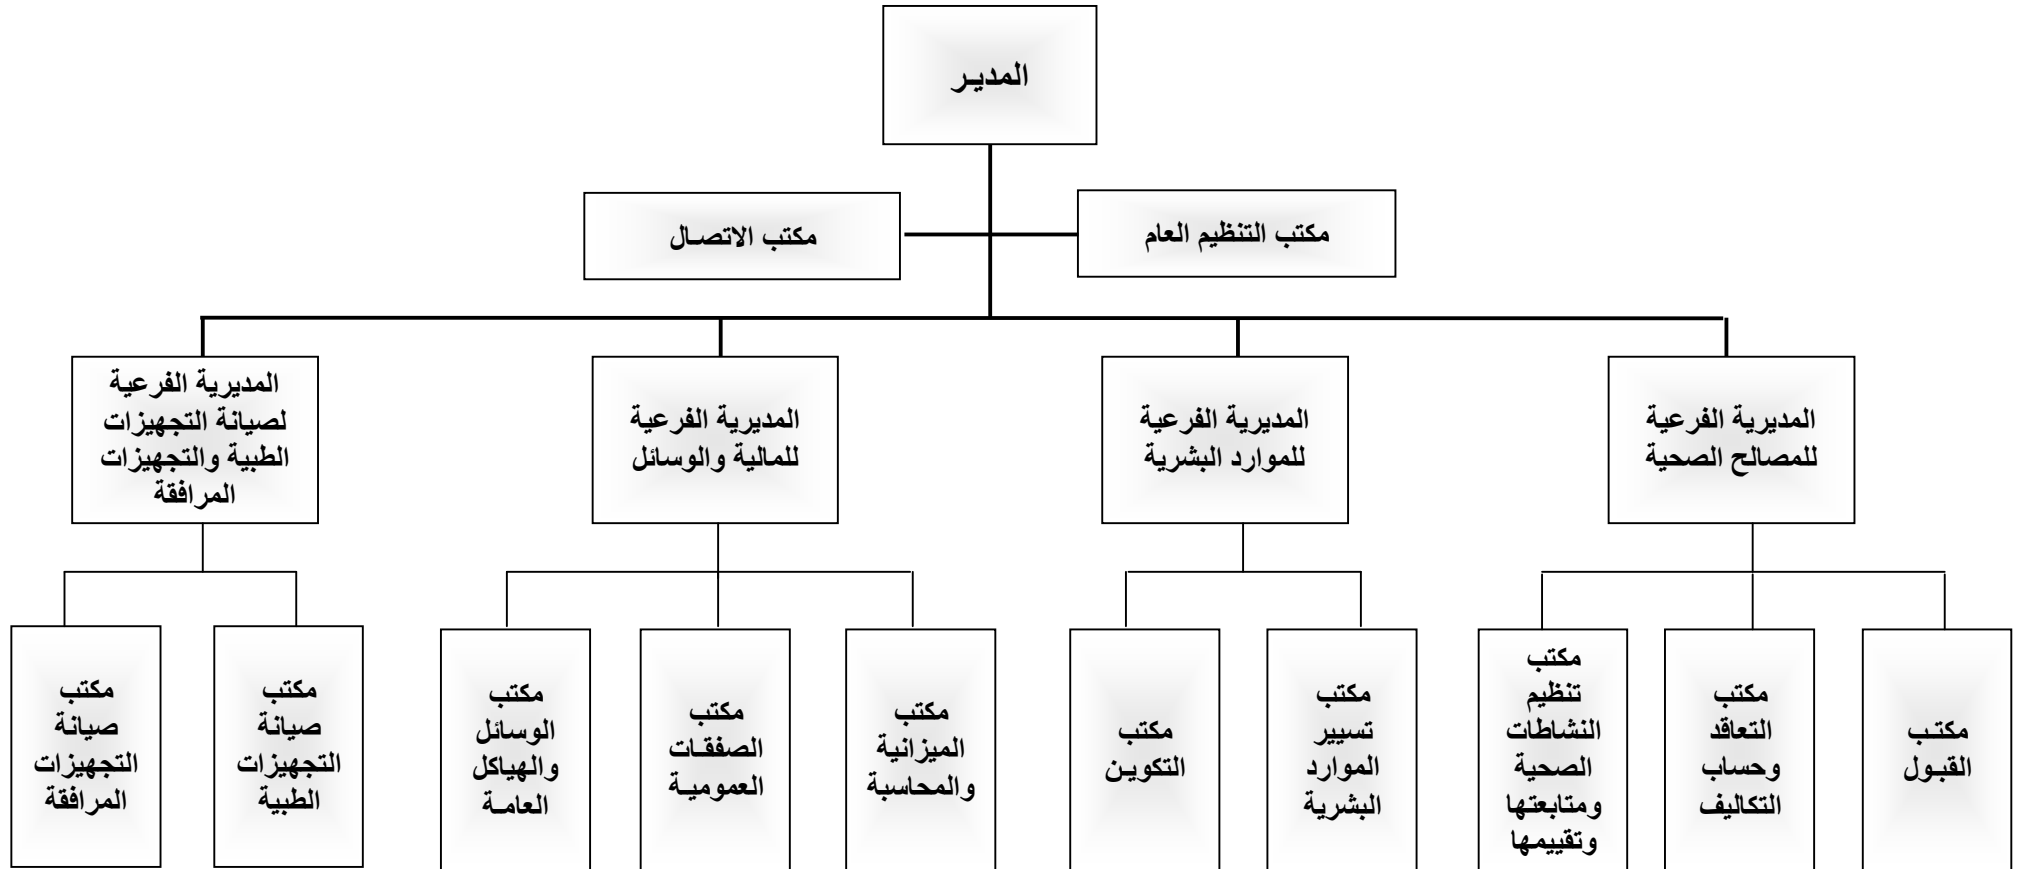 المديـر
مكتب التنظيم العام
مكتب الاتصـال
المديرية الفرعية
للمصالح الصحية
المديرية الفرعية
للموارد البشرية
المديرية الفرعية
للمالية والوسائل
المديرية الفرعية
لصيانة التجهيزات
الطبية والتجهيزات
المرافقة
مكتـب
القبـول
مكتب
التعاقد
وحساب
التكاليف
مكتب
تنظيم
النشاطات
الصحية
ومتابعتها
وتقييمها
مكتب
تسيير
الموارد
البشرية
مكتب
التكويـن
مكتب
الميزانية
والمحاسبة
مكتب
الصفقـات
العموميـة
مكتب
الوسائل
والهياكل
العامـة
مكتب
صيانة
التجهيزات
الطبية
مكتب
صيانة
التجهيزات
المرافقة